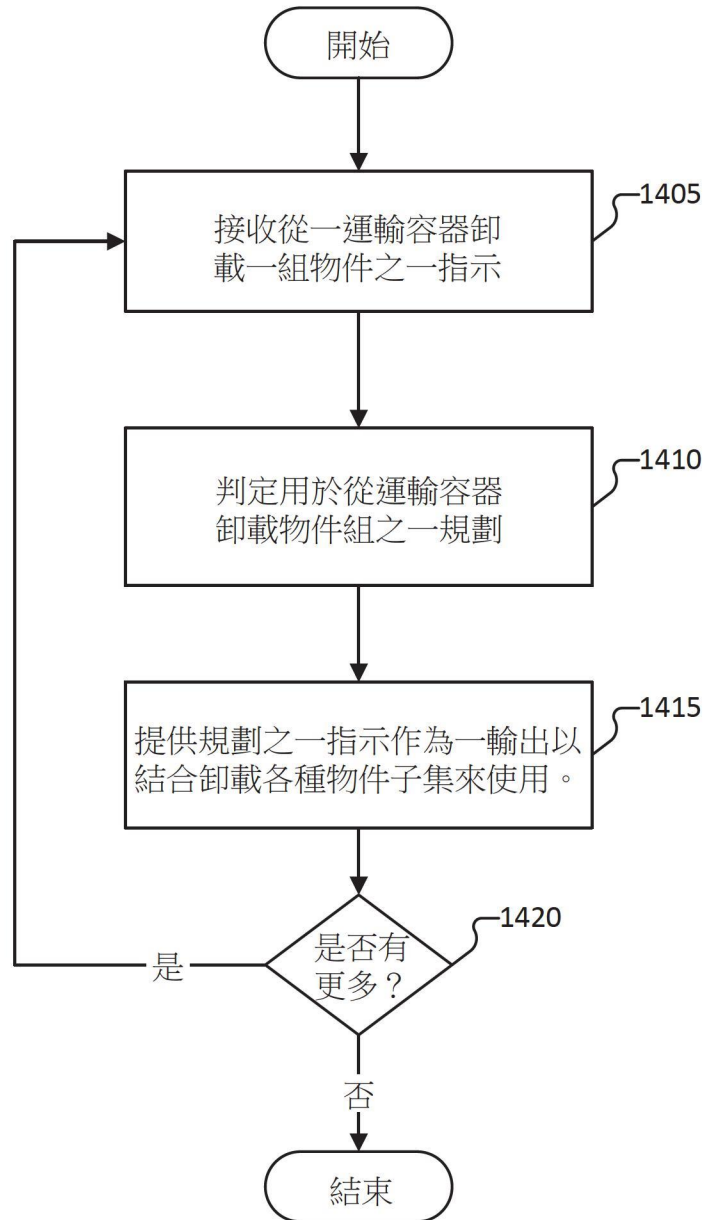 開始
接收從一運輸容器卸
載一組物件之一指示
1405
判定用於從運輸容器
卸載物件組之一規劃
1410
提供規劃之一指示作為一輸出以
結合卸載各種物件子集來使用。
1415
是否有
更多?
1420
是
否
結束